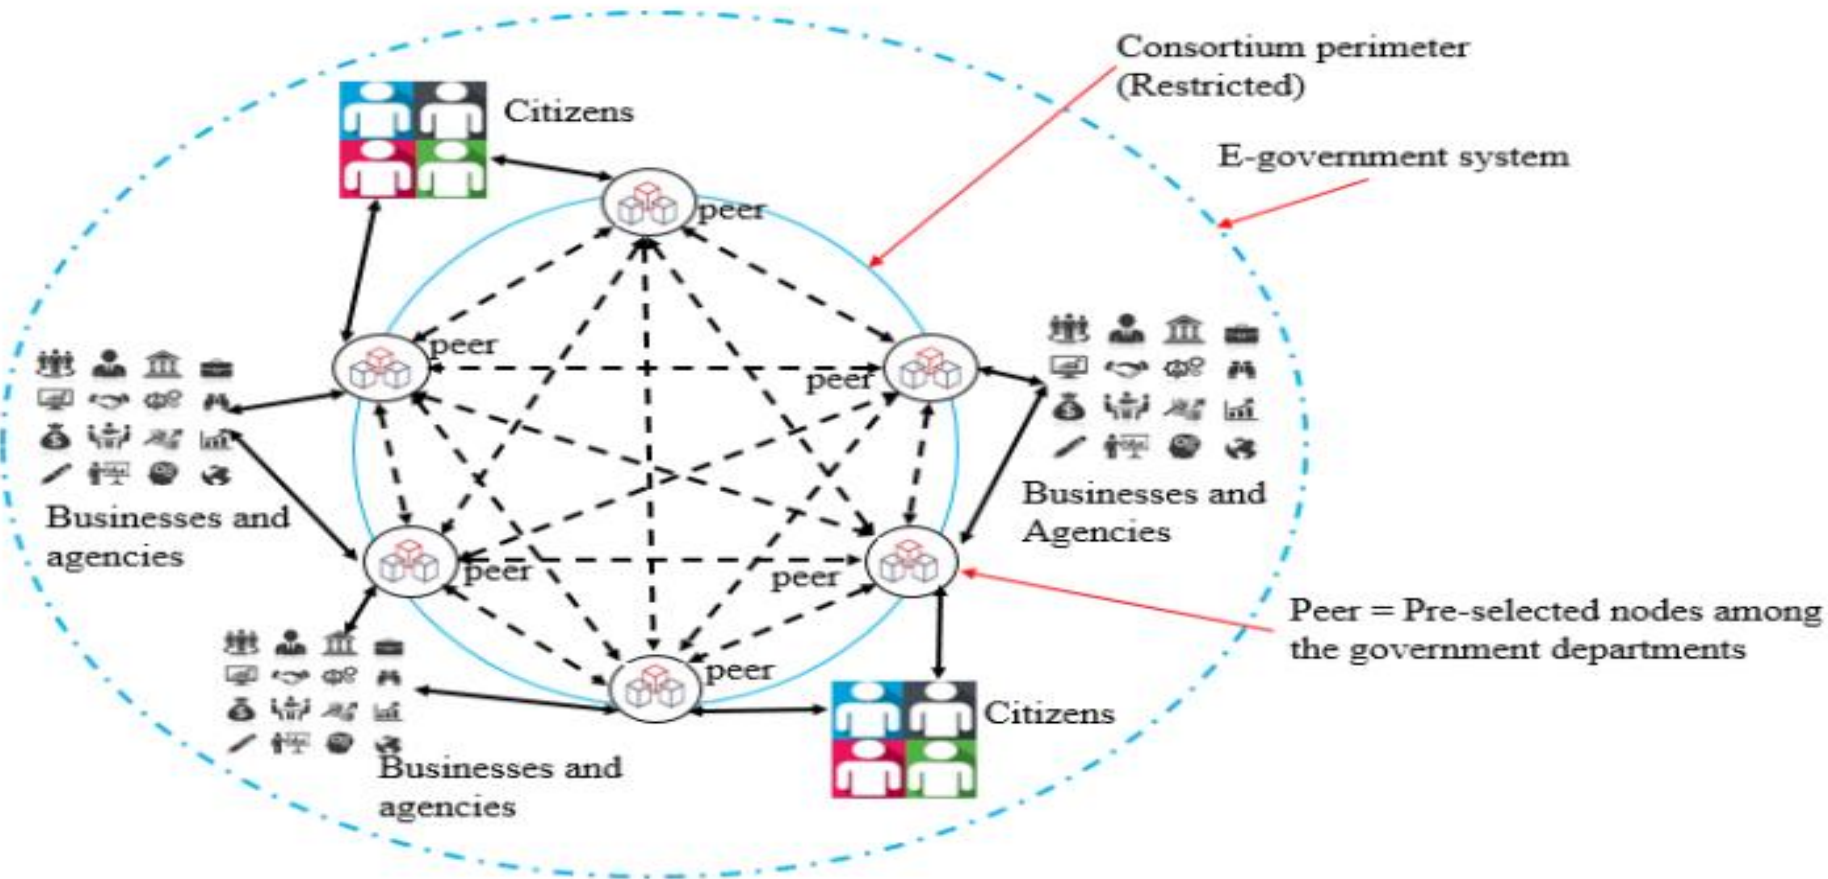 Consortium perimeter
(Restricted)
Citizens
E-government system
peer
peer
peer
Businesses and
Agencies
Businesses and
agencies
peer
peer
Peer = Pre-selected nodes among
the government departments
peer
Citizens
Businesses and
agencies